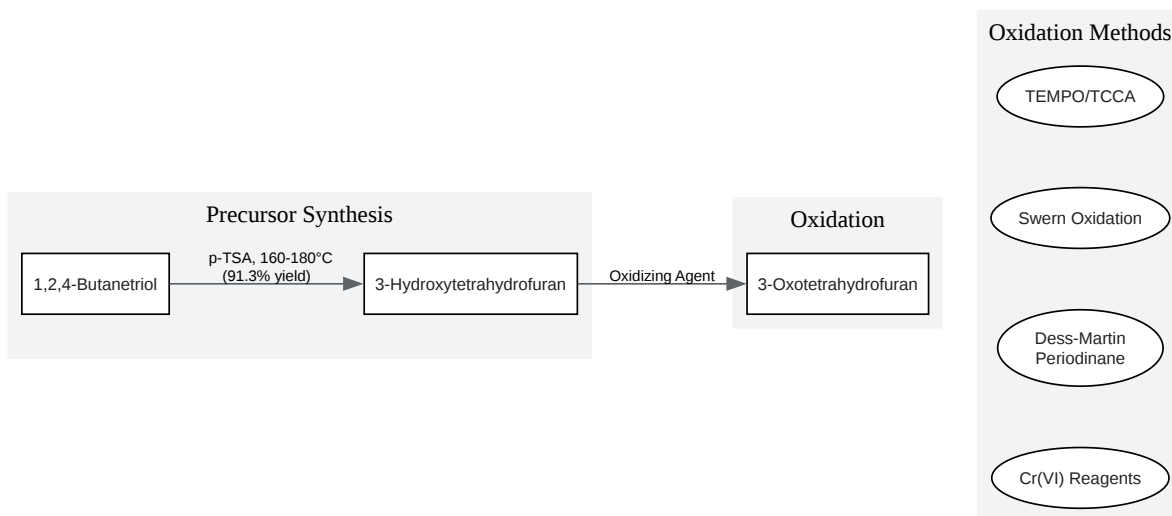 Precursor Synthesis
1,2,4-Butanetriol
p-TSA, 160-180°C
(91.3% yield)
3-Hydroxytetrahydrofuran
Oxidizing Agent
Oxidation
3-Oxotetrahydrofuran
Oxidation Methods
TEMPO/TCCA
Swern Oxidation
Dess-Martin
Periodinane
Cr(VI) Reagents